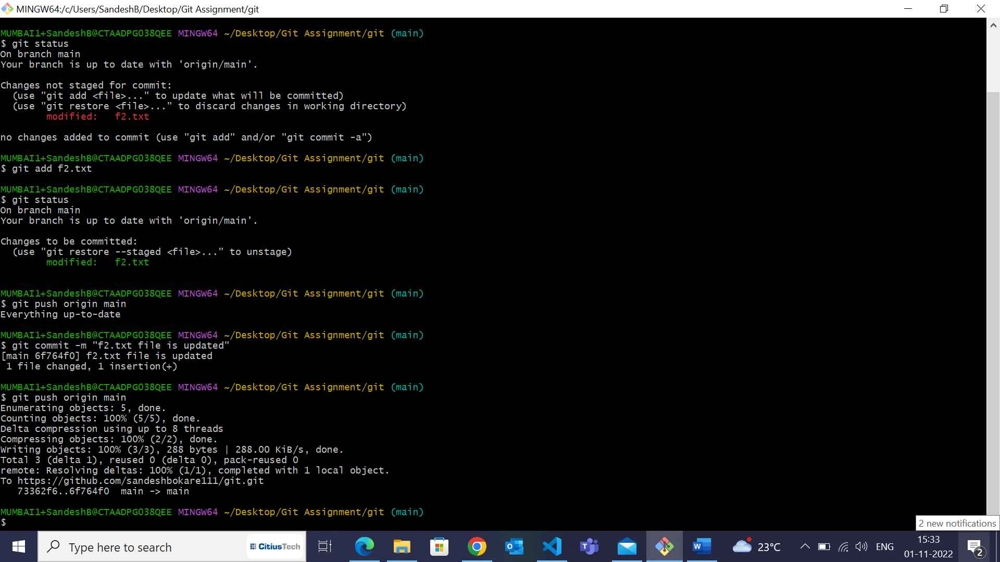 MINGW64:/c/Users/SandeshB/Desktop/Git Assignment/git
MUMBAI1+SandeshB@CTAADPG038QEE MINGW64 ~/Desktop/Git Assignment/git (main)
$ git status
On branch main
Your branch is up to date with 'origin/main'.
Changes not staged for commit:
  (use "git add <file>..." to update what will be committed)
  (use "git restore <file>..." to discard changes in working directory)
        modified:   f2.txt
no changes added to commit (use "git add" and/or "git commit -a")
MUMBAI1+SandeshB@CTAADPG038QEE MINGW64 ~/Desktop/Git Assignment/git (main)
$ git add f2.txt
MUMBAI1+SandeshB@CTAADPG038QEE MINGW64 ~/Desktop/Git Assignment/git (main)
$ git status
On branch main
Your branch is up to date with 'origin/main'.
Changes to be committed:
  (use "git restore --staged <file>..." to unstage)
        modified:   f2.txt
MUMBAI1+SandeshB@CTAADPG038QEE MINGW64 ~/Desktop/Git Assignment/git (main)
$ git push origin main
Everything up-to-date
MUMBAI1+SandeshB@CTAADPG038QEE MINGW64 ~/Desktop/Git Assignment/git (main)
$ git commit -m "f2.txt file is updated"
[main 6f764f0] f2.txt file is updated
 1 file changed, 1 insertion(+)
MUMBAI1+SandeshB@CTAADPG038QEE MINGW64 ~/Desktop/Git Assignment/git (main)
$ git push origin main
Enumerating objects: 5, done.
Counting objects: 100% (5/5), done.
Delta compression using up to 8 threads
Compressing objects: 100% (2/2), done.
Writing objects: 100% (3/3), 288 bytes | 288.00 KiB/s, done.
Total 3 (delta 1), reused 0 (delta 0), pack-reused 0
remote: Resolving deltas: 100% (1/1), completed with 1 local object.
To https://github.com/sandeshbokare111/git.git
   73362f6..6f764f0  main -> main
MUMBAI1+SandeshB@CTAADPG038QEE MINGW64 ~/Desktop/Git Assignment/git (main)
$
2 new notifications
Type here to search
CitiusTech
23°C
ENG
15:33
01-11-2022
2